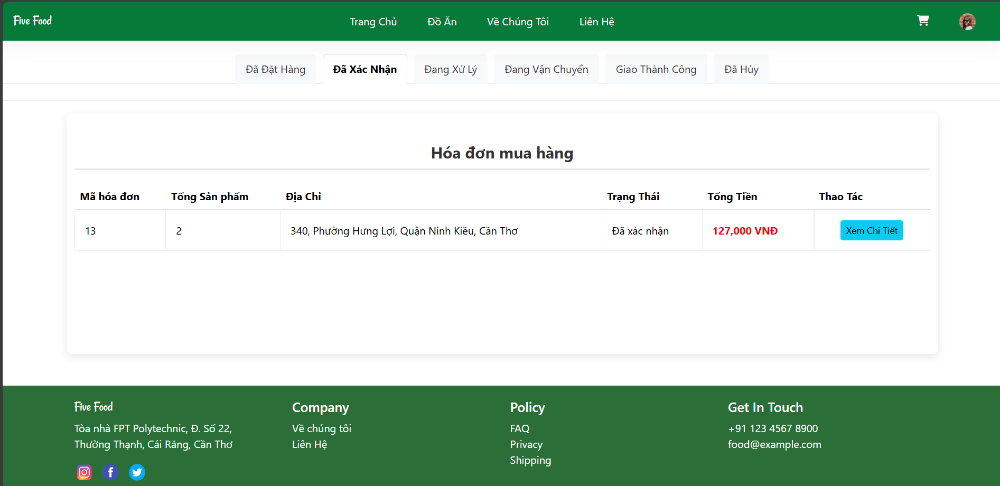 Five Food
Trang Chủ Đồ Ăn Về Chúng Tôi Liên Hệ
Đã Đặt Hàng Đã Xác Nhận Đang Xử Lý Đang Vận Chuyển Giao Thành Công Đã Hủy
Hóa đơn mua hàng
Mã hóa đơn Tổng Sản phẩm Địa Chỉ Trạng Thái Tổng Tiền Thao Tác
13 2 340, Phường Hưng Lợi, Quận Ninh Kiều, Cần Thơ Đã xác nhận 127,000 VNĐ Xem Chi Tiết
Five Food
Tòa nhà FPT Polytechnic, Đ. Số 22,
Thường Thạnh, Cái Răng, Cần Thơ
Company
Về chúng tôi
Liên Hệ
Policy
FAQ
Privacy
Shipping
Get In Touch
+91 123 4567 8900
food@example.com